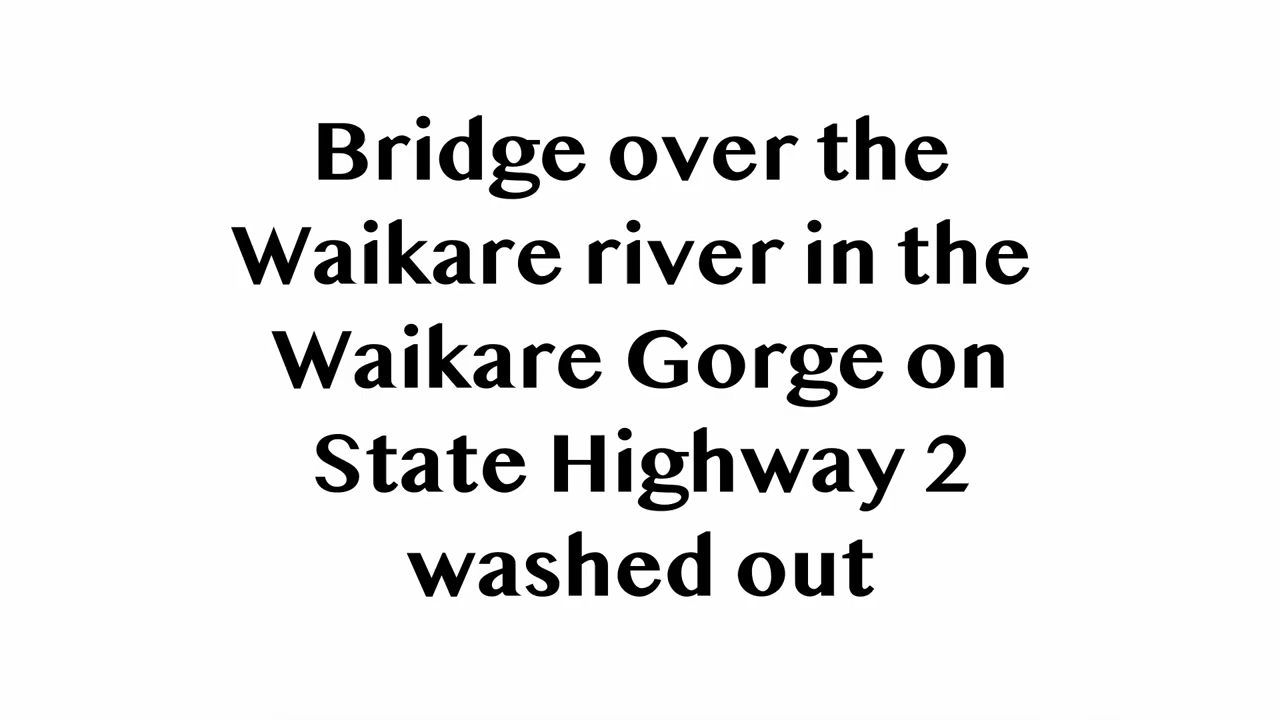 Bridge over the
Waikare river in the
Waikare Gorge on
State Highway 2
washed out